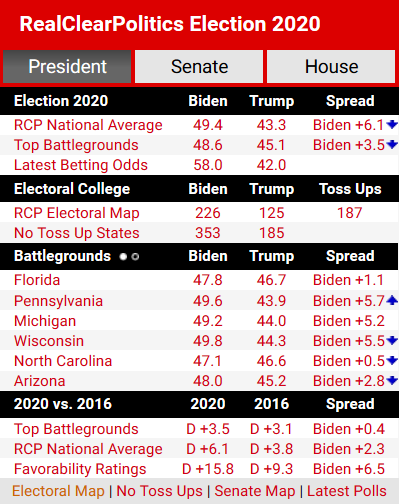 RealClearPolitics Election 2020
President Senate House
Election 2020 Biden Trump Spread
RCP National Average 49.4 43.3 Biden +6.1
Top Battlegrounds 48.6 45.1 Biden +3.5
Latest Betting Odds 58.0 42.0
Electoral College Biden Trump Toss Ups
RCP Electoral Map 226 125 187
No Toss Up States 353 185
Battlegrounds Biden Trump Spread
Florida 47.8 46.7 Biden +1.1
Pennsylvania 49.6 43.9 Biden +5.7
Michigan 49.2 44.0 Biden +5.2
Wisconsin 49.8 44.3 Biden +5.5
North Carolina 47.1 46.6 Biden +0.5
Arizona 48.0 45.2 Biden +2.8
2020 vs. 2016 2020 2016 Spread
Top Battlegrounds D +3.5 D +3.1 Biden +0.4
RCP National Average D +6.1 D +3.8 Biden +2.3
Favorability Ratings D +15.8 D +9.3 Biden +6.5
Electoral Map | No Toss Ups | Senate Map | Latest Polls